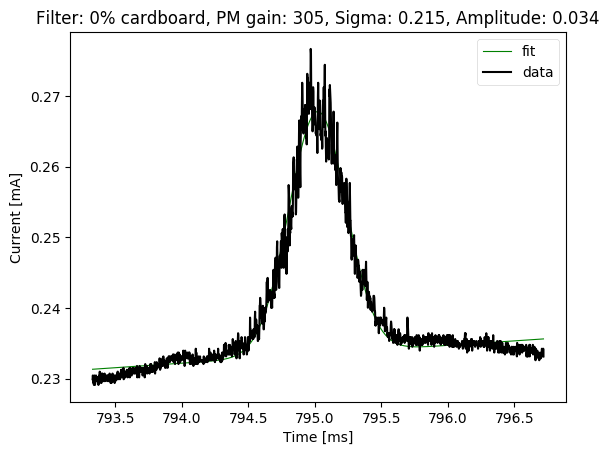 Filter: 0% cardboard, PM gain: 305, Sigma: 0.215, Amplitude: 0.034
fit
data
0.27
0.26
0.25
0.24
0.23
Current [mA]
793.5 794.0 794.5 795.0 795.5 796.0 796.5
Time [ms]